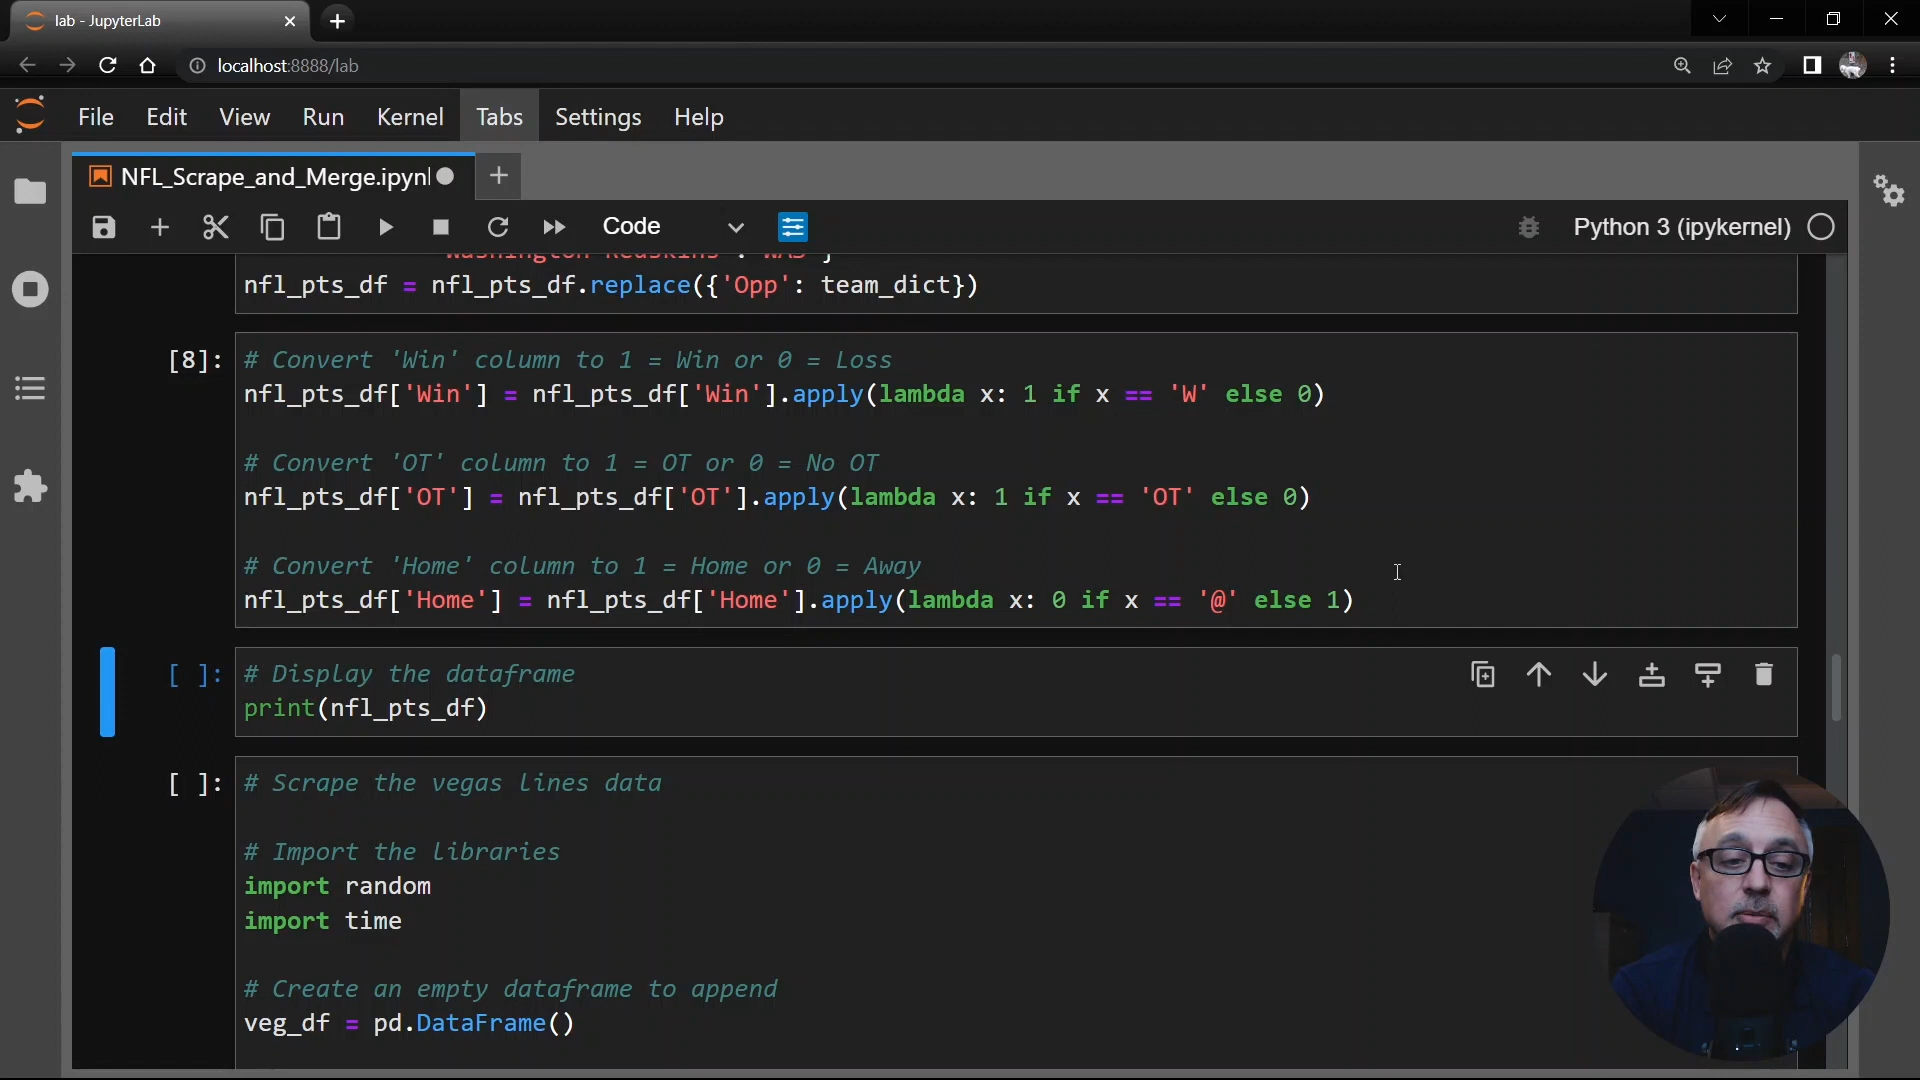 lab - JupyterLab
localhost:8888/lab
File Edit View Run Kernel Tabs Settings Help
NFL_Scrape_and_Merge.ipynl
Code
Python 3 (ipykernel)
'Washington Redskins': 'WAS'}
nfl_pts_df = nfl_pts_df.replace({'Opp': team_dict})
[8]:
# Convert 'Win' column to 1 = Win or 0 = Loss
nfl_pts_df['Win'] = nfl_pts_df['Win'].apply(lambda x: 1 if x == 'W' else 0)
# Convert 'OT' column to 1 = OT or 0 = No OT
nfl_pts_df['OT'] = nfl_pts_df['OT'].apply(lambda x: 1 if x == 'OT' else 0)
# Convert 'Home' column to 1 = Home or 0 = Away
nfl_pts_df['Home'] = nfl_pts_df['Home'].apply(lambda x: 0 if x == '@' else 1)
[ ]:
# Display the dataframe
print(nfl_pts_df)
[ ]:
# Scrape the vegas lines data
# Import the libraries
import random
import time
# Create an empty dataframe to append
veg_df = pd.DataFrame()